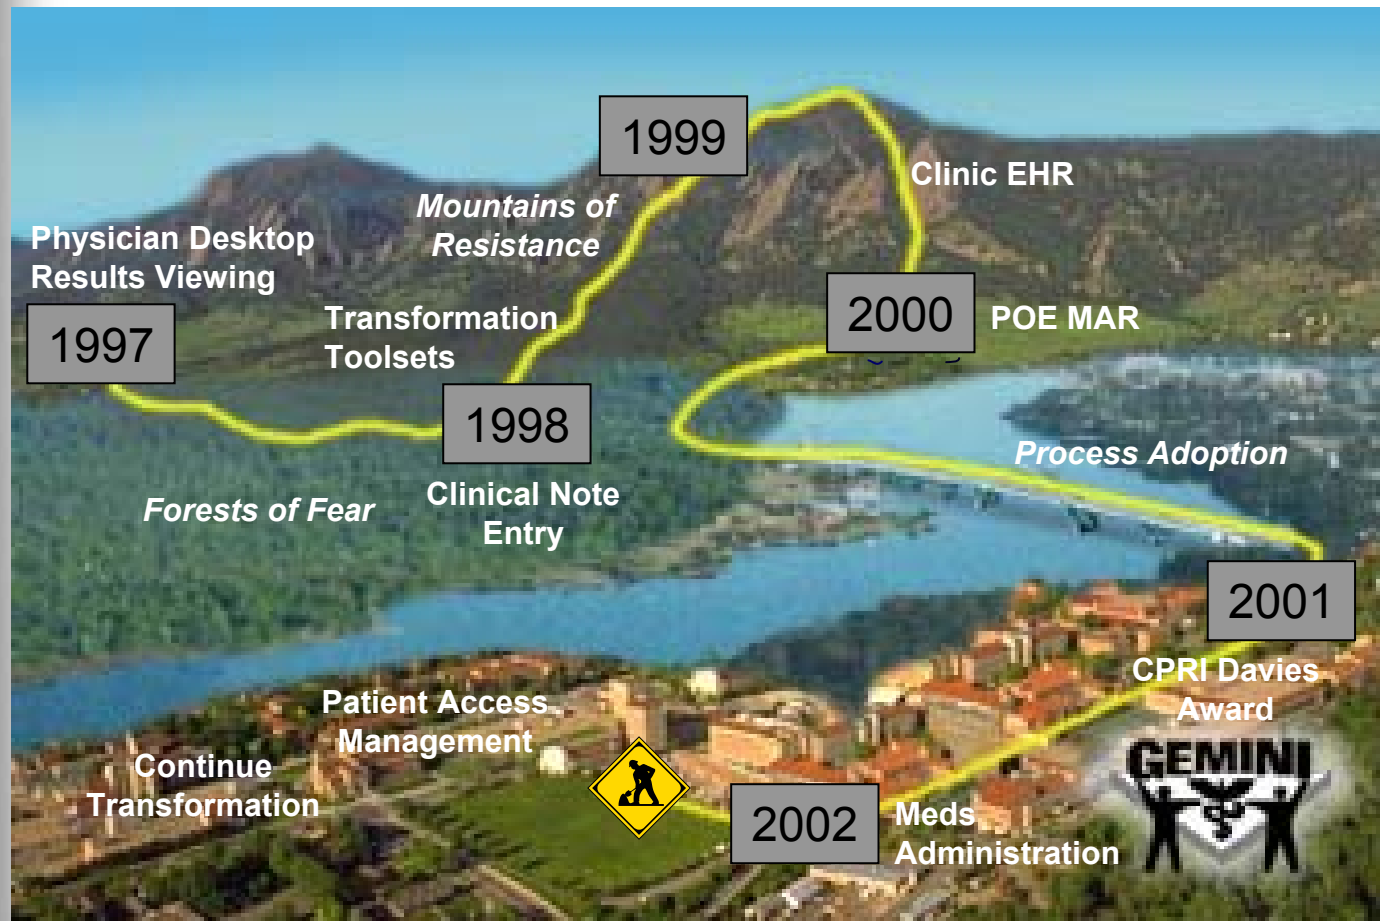 1999
Clinic EHR
Mountains of
Resistance
Physician Desktop
Results Viewing
1997
Transformation
Toolsets
2000
POE MAR
1998
Process Adoption
Forests of Fear
Clinical Note
Entry
2001
CPRI Davies
Award
Patient Access
Management
GEMINI
Continue
Transformation
2002
Meds
Administration